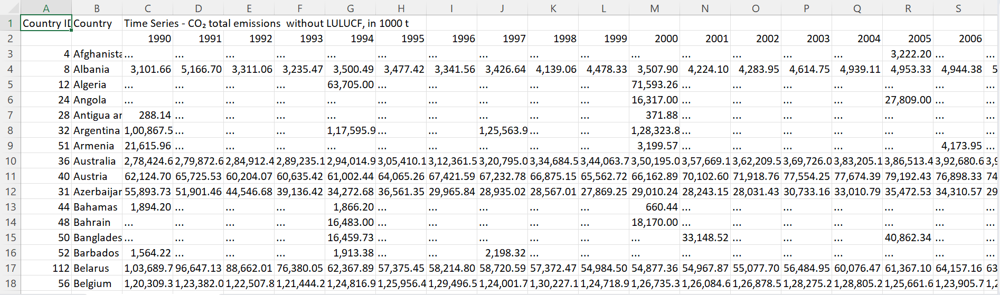 A B C D E F G H I J K L M N O P Q R S
1 Country ID Country Time Series - CO₂ total emissions without LULUCF, in 1000 t
2 1990 1991 1992 1993 1994 1995 1996 1997 1998 1999 2000 2001 2002 2003 2004 2005 2006
3 4 Afghanista ... ... ... ... ... ... ... ... ... ... ... ... ... ... ... 3,222.20 ... ...
4 8 Albania 3,101.66 5,166.70 3,311.06 3,235.47 3,500.49 3,477.42 3,341.56 3,426.64 4,139.06 4,478.33 3,507.90 4,224.10 4,283.95 4,614.75 4,939.11 4,953.33 4,944.38 5
5 12 Algeria ... ... ... ... 63,705.00 ... ... ... ... ... 71,593.26 ... ... ... ... ... ... ...
6 24 Angola ... ... ... ... ... ... ... ... ... ... 16,317.00 ... ... ... ... 27,809.00 ... ...
7 28 Antigua ar 288.14 ... ... ... ... ... ... ... ... ... 371.88 ... ... ... ... ... ... ...
8 32 Argentina 1,00,867.5 ... ... ... 1,17,595.9 ... ... 1,25,563.9 ... ... 1,28,323.8 ... ... ... ... ... ... ...
9 51 Armenia 21,615.96 ... ... ... ... ... ... ... ... ... 3,199.57 ... ... ... ... ... 4,173.95 ...
10 36 Australia 2,78,424.6 2,79,872.6 2,84,912.4 2,89,235.1 2,94,014.9 3,05,410.1 3,12,361.5 3,20,795.0 3,34,684.5 3,44,063.7 3,50,195.0 3,57,669.1 3,62,209.5 3,69,726.0 3,83,205.1 3,86,513.4 3,92,680.6 3,9
11 40 Austria 62,124.70 65,725.53 60,204.07 60,635.42 61,002.44 64,065.26 67,421.59 67,232.78 66,875.15 65,562.72 66,162.89 70,102.60 71,918.76 77,554.25 77,674.39 79,192.43 76,898.33 74
12 31 Azerbaijar 55,893.73 51,901.46 44,546.68 39,136.42 34,272.68 36,561.35 29,965.84 28,935.02 28,567.01 27,869.25 29,010.24 28,243.15 28,031.43 30,733.16 33,010.79 35,472.53 34,310.57 29
13 44 Bahamas 1,894.20 ... ... ... 1,866.20 ... ... ... ... ... 660.44 ... ... ... ... ... ... ...
14 48 Bahrain ... ... ... ... 16,483.00 ... ... ... ... ... 18,170.00 ... ... ... ... ... ... ...
15 50 Banglades ... ... ... ... 16,459.73 ... ... ... ... ... ... 33,148.52 ... ... ... 40,862.34 ... ...
16 52 Barbados 1,564.22 ... ... ... 1,913.38 ... ... 2,198.32 ... ... ... ... ... ... ... ... ... ...
17 112 Belarus 1,03,689.7 96,647.13 88,662.01 76,380.05 62,367.89 57,375.45 58,214.80 58,720.59 57,372.47 54,984.50 54,877.36 54,967.87 55,077.70 56,484.95 60,076.47 61,367.10 64,157.16 63
18 56 Belgium 1,20,309.3 1,23,382.0 1,22,507.8 1,21,444.2 1,24,816.9 1,25,956.4 1,29,496.5 1,24,001.7 1,30,227.1 1,24,718.9 1,26,735.3 1,26,084.6 1,26,878.5 1,28,275.2 1,28,805.2 1,25,661.6 1,23,905.7 1,2